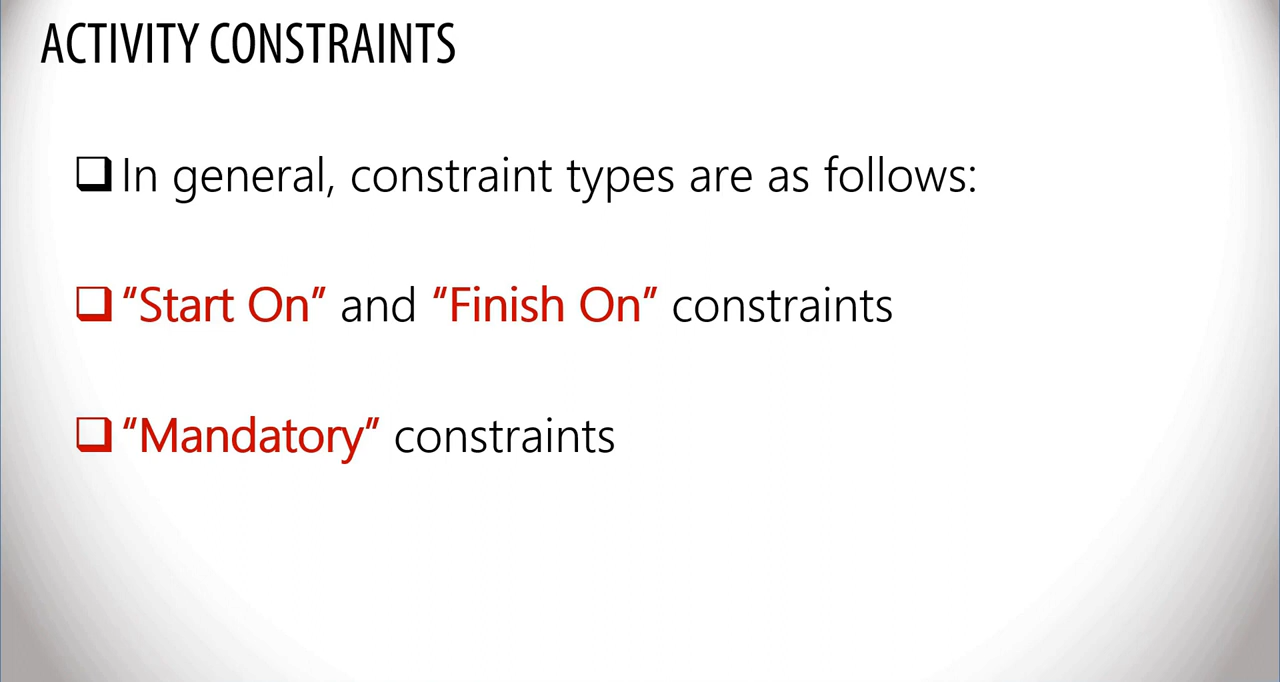 ACTIVITY CONSTRAINTS
In general, constraint types are as follows:
“Start On” and “Finish On” constraints
“Mandatory” constraints